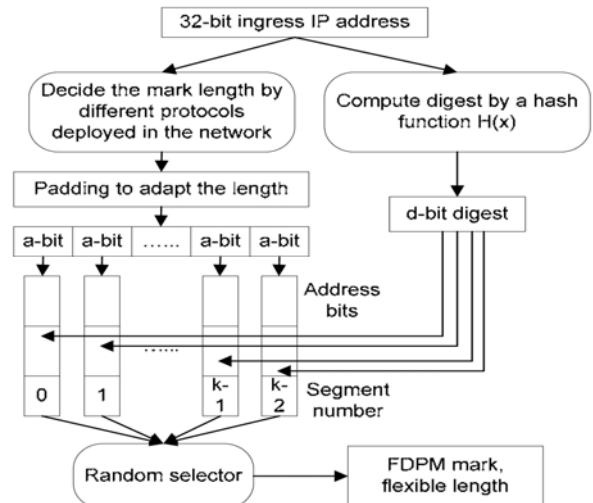 32-bit ingress IP address
Decide the mark length by
different protocols
deployed in the network
Compute digest by a hash
function H(x)
Padding to adapt the length
d-bit digest
a-bit a-bit ...... a-bit a-bit
Address
bits
......
0 1 k-
1 k-
2
Segment
number
Random selector
FDPM mark,
flexible length